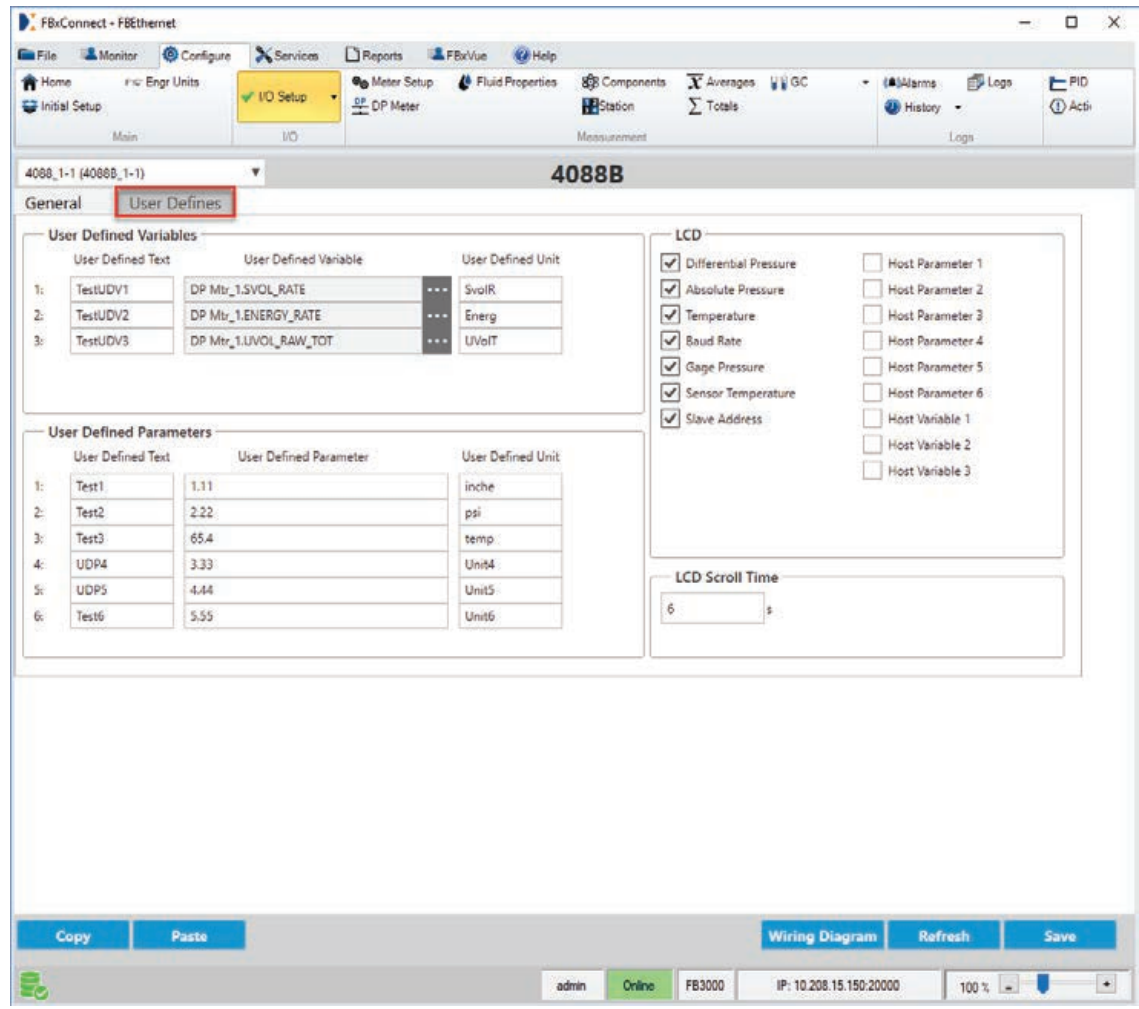 FBxConnect - FBEthernet
File Monitor Configure Services Reports FBxVue Help
Home Engr Units I/O Setup Meter Setup Fluid Properties Components Averages GC Alarms Logs PID
Initial Setup DP Meter Station Totals History Acti
Main I/O Measurement Logs
4088_1-1 (4088B_1-1) 4088B
General User Defines
User Defined Variables
User Defined Text User Defined Variable User Defined Unit
1: TestUDV1 DP Mtr_1.SVOL_RATE ... SvolR
2: TestUDV2 DP Mtr_1.ENERGY_RATE ... Energ
3: TestUDV3 DP Mtr_1.UVOL_RAW_TOT ... UVolT
User Defined Parameters
User Defined Text User Defined Parameter User Defined Unit
1: Test1 1.11 inche
2: Test2 2.22 psi
3: Test3 65.4 temp
4: UDP4 3.33 Unit4
5: UDP5 4.44 Unit5
6: Test6 5.55 Unit6
LCD
Differential Pressure Host Parameter 1
Absolute Pressure Host Parameter 2
Temperature Host Parameter 3
Baud Rate Host Parameter 4
Gage Pressure Host Parameter 5
Sensor Temperature Host Parameter 6
Slave Address Host Variable 1
Host Variable 2
Host Variable 3
LCD Scroll Time
6 s
Copy Paste Wiring Diagram Refresh Save
admin Online FB3000 IP: 10.208.15.150:20000 100 % - +